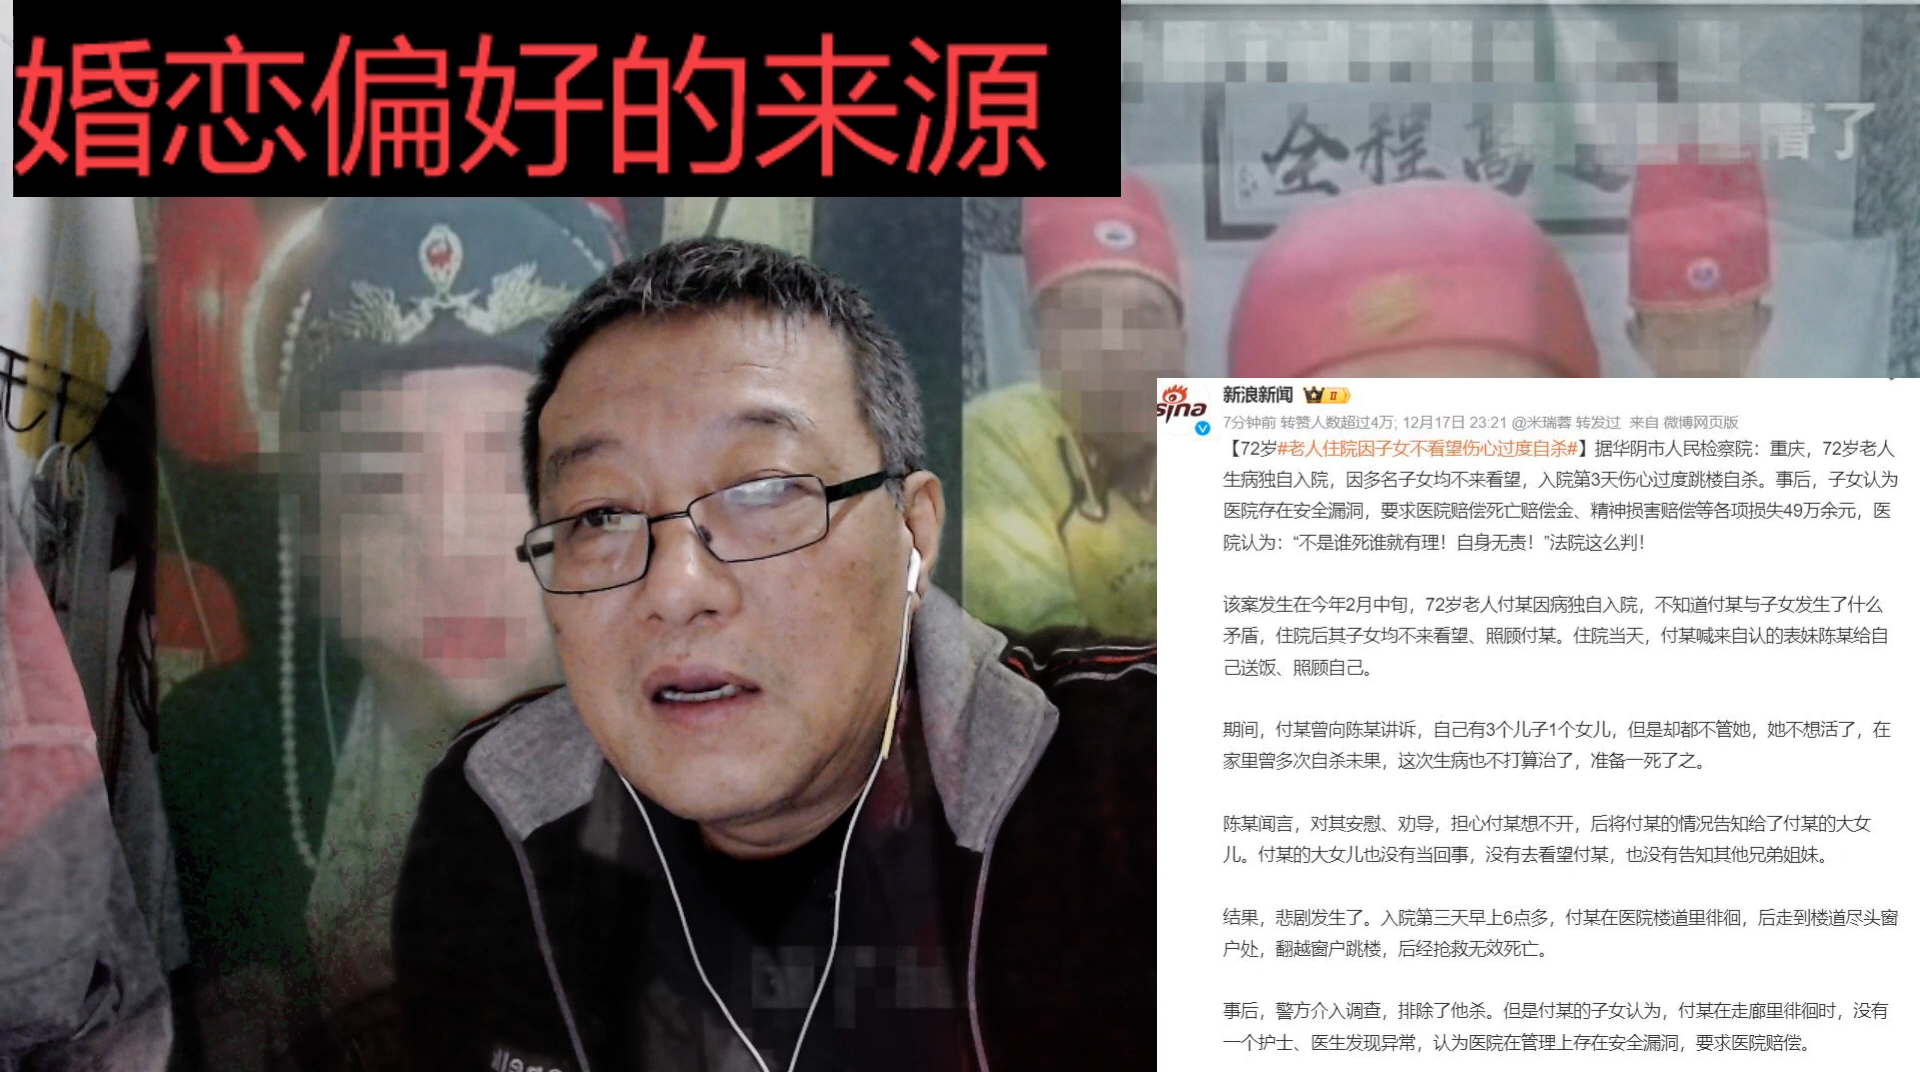 婚恋偏好的来源
全程高
了
sina
新浪新闻 II
7分钟前 转赞人数超过4万; 12月17日 23:21 @米瑞蓉 转发过 来自 微博网页版
【72岁#老人住院因子女不看望伤心过度自杀#】据华阴市人民检察院：重庆，72岁老人
生病独自入院，因多名子女均不来看望，入院第3天伤心过度跳楼自杀。事后，子女认为
医院存在安全漏洞，要求医院赔偿死亡赔偿金、精神损害赔偿等各项损失49万余元，医
院认为：“不是谁死谁就有理！自身无责！”法院这么判！
该案发生在今年2月中旬，72岁老人付某因病独自入院，不知道付某与子女发生了什么
矛盾，住院后其子女均不来看望、照顾付某。住院当天，付某喊来自认的表妹陈某给自
己送饭、照顾自己。
期间，付某曾向陈某讲诉，自己有3个儿子1个女儿，但是却都不管她，她不想活了，在
家里曾多次自杀未果，这次生病也不打算治了，准备一死了之。
陈某闻言，对其安慰、劝导，担心付某想不开，后将付某的情况告知给了付某的大女
儿。付某的大女儿也没有当回事，没有去看望付某，也没有告知其他兄弟姐妹。
结果，悲剧发生了。入院第三天早上6点多，付某在医院楼道里徘徊，后走到楼道尽头窗
户处，翻越窗户跳楼，后经抢救无效死亡。
事后，警方介入调查，排除了他杀。但是付某的子女认为，付某在走廊里徘徊时，没有
一个护士、医生发现异常，认为医院在管理上存在安全漏洞，要求医院赔偿。